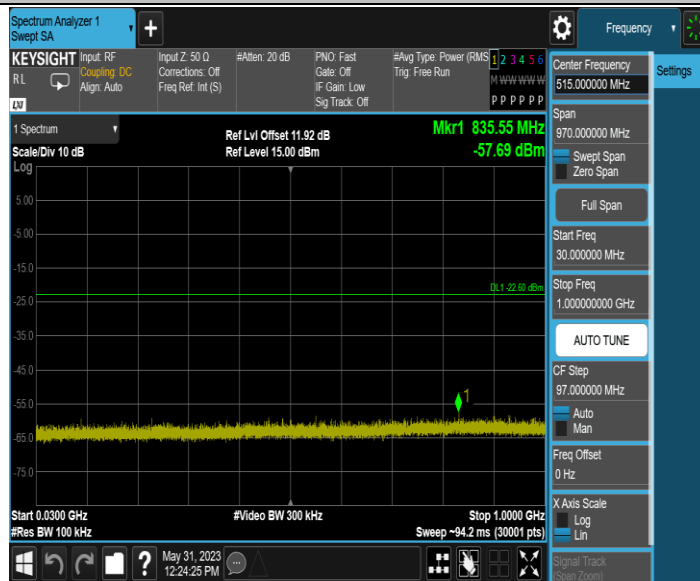 Spectrum Analyzer 1
Swept SA
Frequency
KEYSIGHT
RL
LXI
Input: RF
Coupling: DC
Align: Auto
Input Z: 50 Ω
Corrections: Off
Freq Ref: Int (S)
#Atten: 20 dB
PNO: Fast
Gate: Off
IF Gain: Low
Sig Track: Off
#Avg Type: Power (RMS
Trig: Free Run
1 2 3 4 5 6
M W W W W W
P P P P P P
Center Frequency
515.000000 MHz
Settings
Span
970.000000 MHz
Swept Span
Zero Span
Full Span
Start Freq
30.000000 MHz
Stop Freq
1.000000000 GHz
AUTO TUNE
CF Step
97.000000 MHz
Auto
Man
Freq Offset
0 Hz
X Axis Scale
Log
Lin
Signal Track
(Span Zoom)
1 Spectrum
Scale/Div 10 dB
Log
Ref Lvl Offset 11.92 dB
Ref Level 15.00 dBm
Mkr1 835.55 MHz
-57.69 dBm
5.00
-5.00
-15.0
DL1 -22.60 dBm
-25.0
-35.0
-45.0
1
-55.0
-65.0
-75.0
Start 0.0300 GHz
#Res BW 100 kHz
#Video BW 300 kHz
Stop 1.0000 GHz
Sweep ~94.2 ms (30001 pts)
?
May 31, 2023
12:24:25 PM